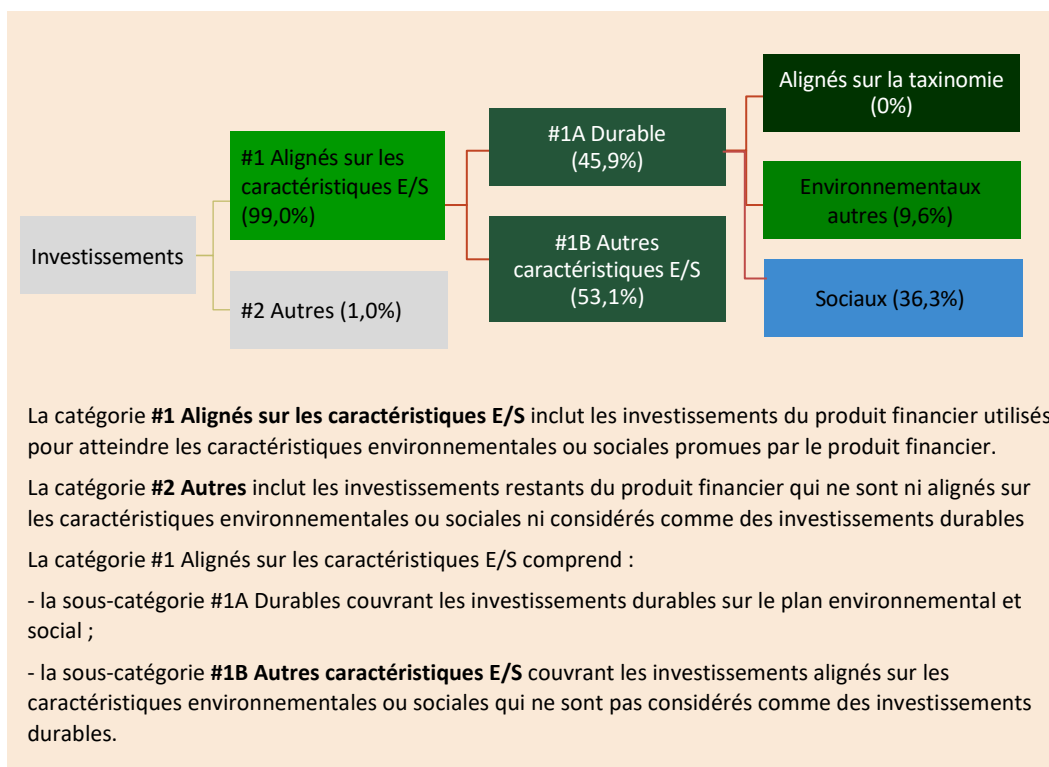 Investissements
#1 Alignés sur les
caractéristiques E/S
(99,0%)
#2 Autres (1,0%)
#1A Durable
(45,9%)
#1B Autres
caractéristiques E/S
(53,1%)
Alignés sur la taxinomie
(0%)
Environnementaux
autres (9,6%)
Sociaux (36,3%)
La catégorie #1 Alignés sur les caractéristiques E/S inclut les investissements du produit financier utilisés
pour atteindre les caractéristiques environnementales ou sociales promues par le produit financier.
La catégorie #2 Autres inclut les investissements restants du produit financier qui ne sont ni alignés sur
les caractéristiques environnementales ou sociales ni considérés comme des investissements durables
La catégorie #1 Alignés sur les caractéristiques E/S comprend :
- la sous-catégorie #1A Durables couvrant les investissements durables sur le plan environnemental et
social ;
- la sous-catégorie #1B Autres caractéristiques E/S couvrant les investissements alignés sur les
caractéristiques environnementales ou sociales qui ne sont pas considérés comme des investissements
durables.